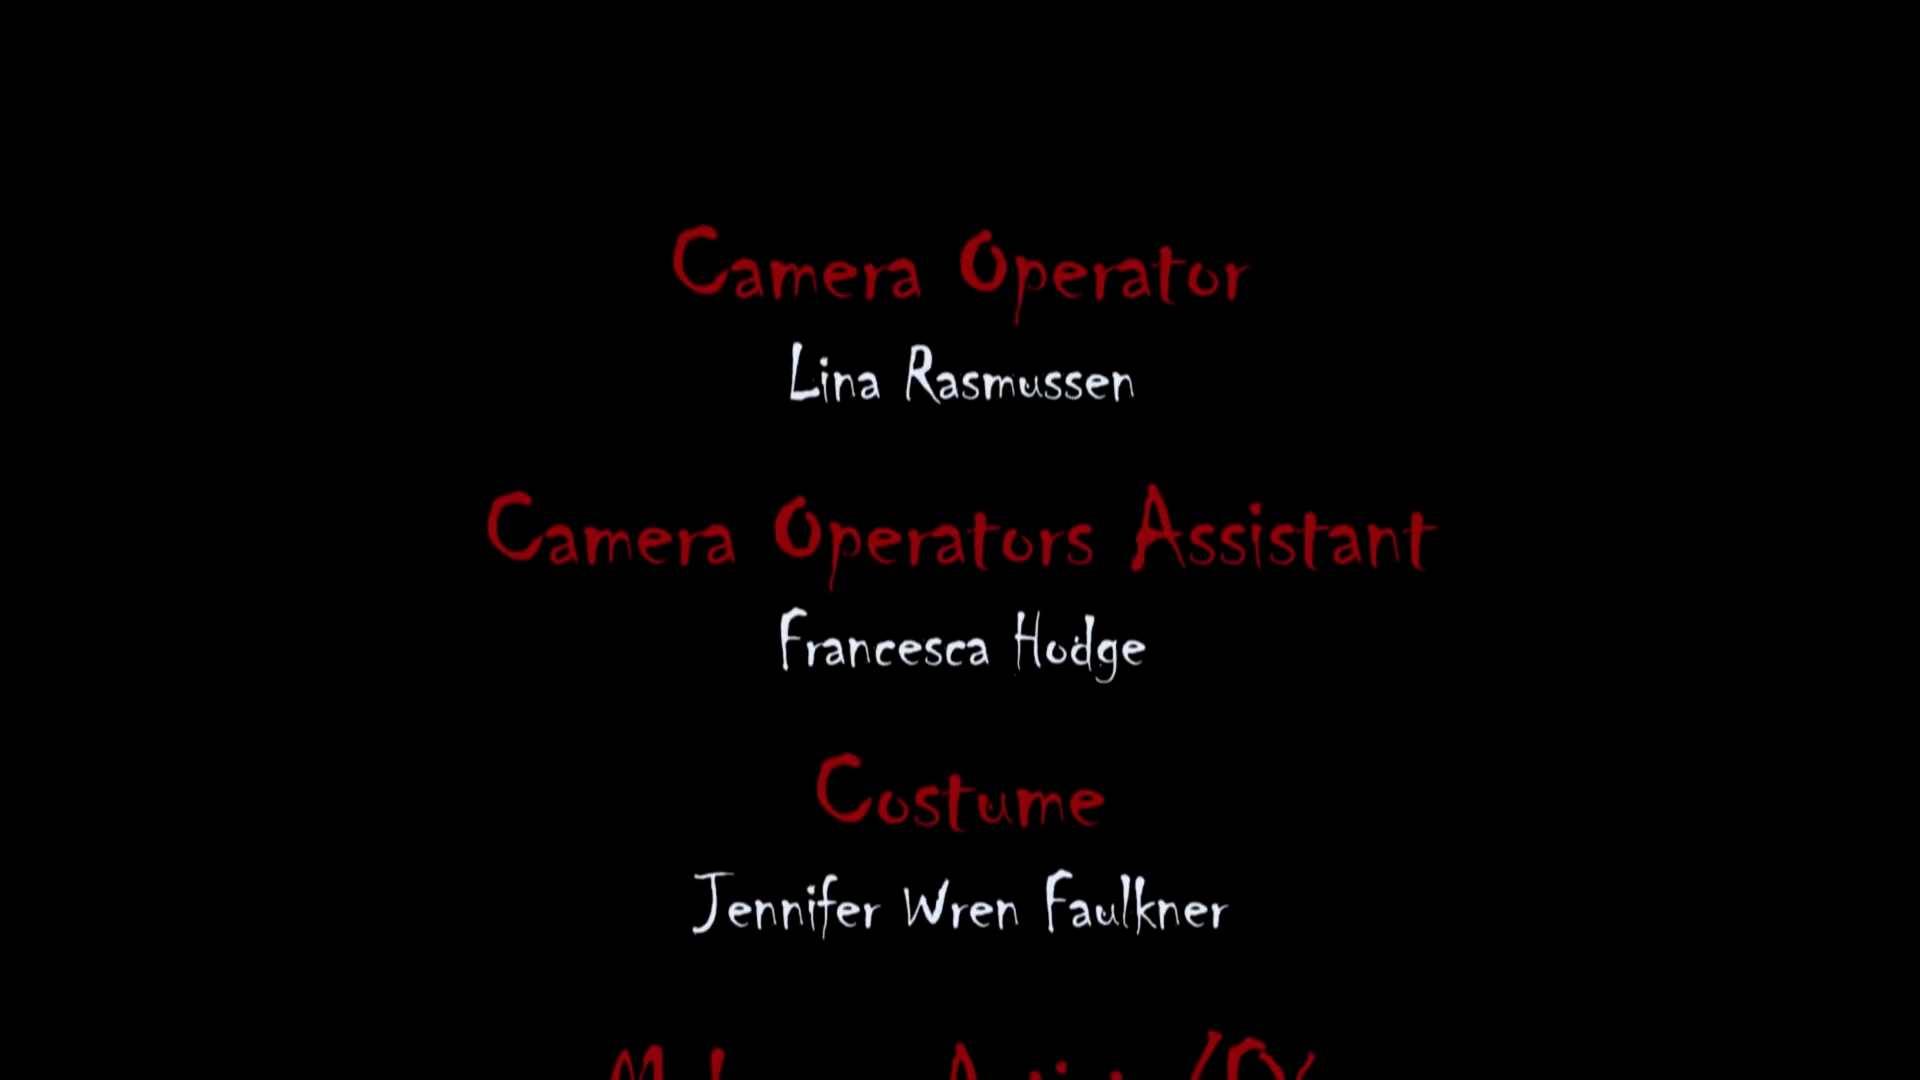 Camera Operator
Lina Rasmussen
Camera Operators Assistant
Francesca Hodge
Costume
Jennifer Wren Faulkner